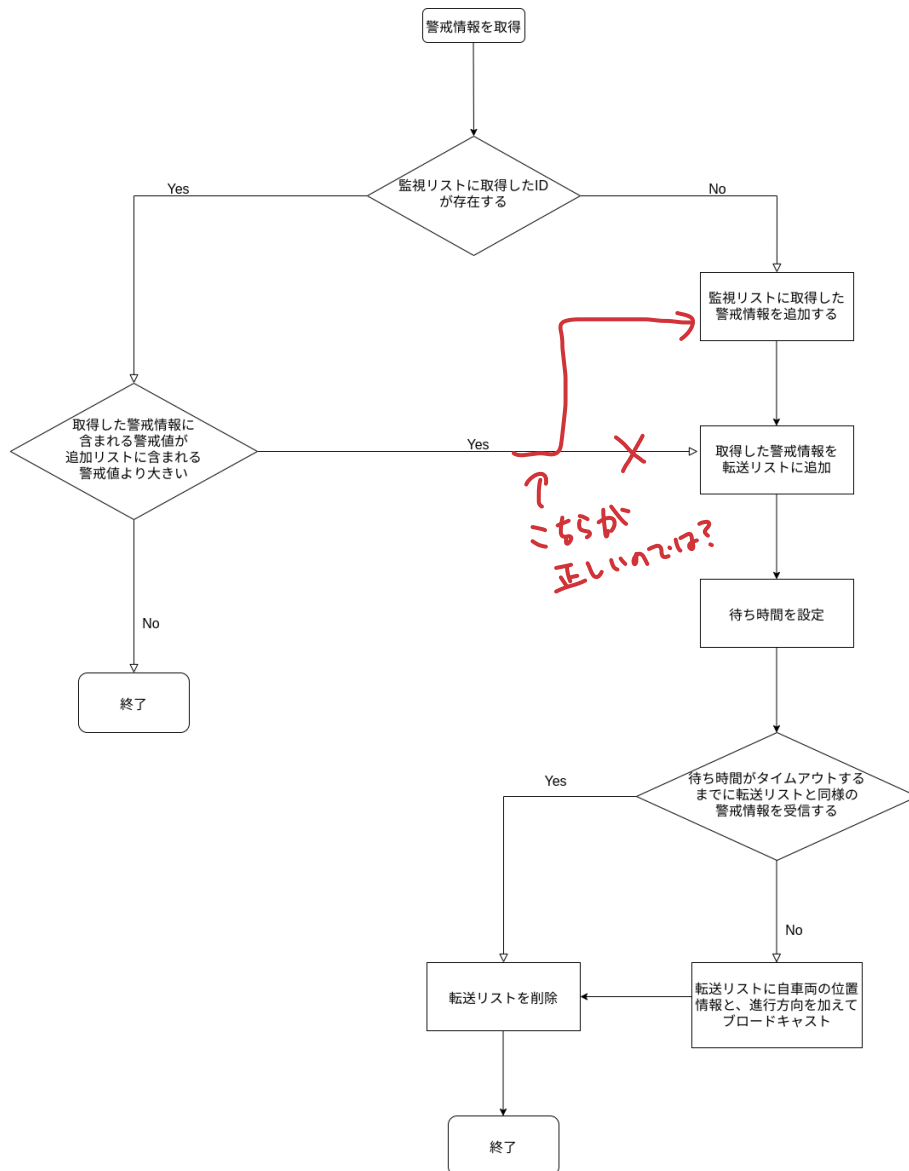 警戒情報を取得
監視リストに取得したID
が存在する
Yes
No
監視リストに取得した
警戒情報を追加する
取得した警戒情報に
含まれる警戒値が
追加リストに含まれる
警戒値より大きい
Yes
取得した警戒情報を
転送リストに追加
こちらが
正しいのでは?
待ち時間を設定
No
終了
待ち時間がタイムアウトする
までに転送リストと同様の
警戒情報を受信する
Yes
No
転送リストを削除
転送リストに自車両の位置
情報と、進行方向を加えて
ブロードキャスト
終了